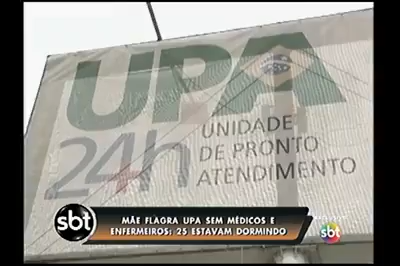 UPA
24h
UNIDADE
DE PRONTO
ATENDIMENTO
sbt
MÃE FLAGRA UPA SEM MÉDICOS E
ENFERMEIROS; 25 ESTAVAM DORMINDO
sbt